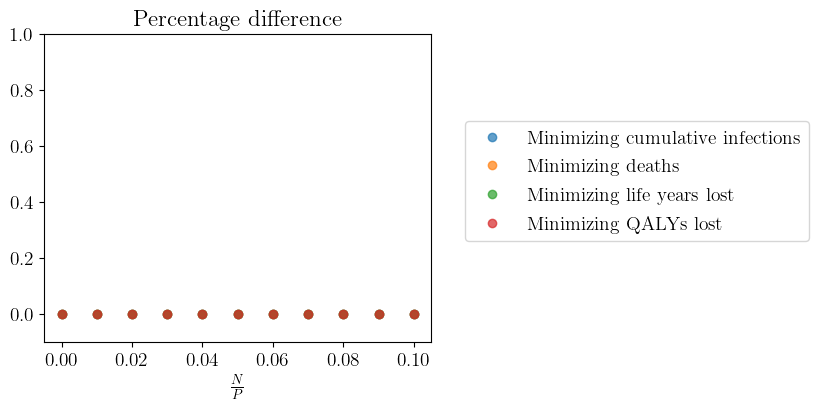 Percentage difference
1.0
0.8
0.6
0.4
0.2
0.0
0.00 0.02 0.04 0.06 0.08 0.10
N
P
Minimizing cumulative infections
Minimizing deaths
Minimizing life years lost
Minimizing QALYs lost